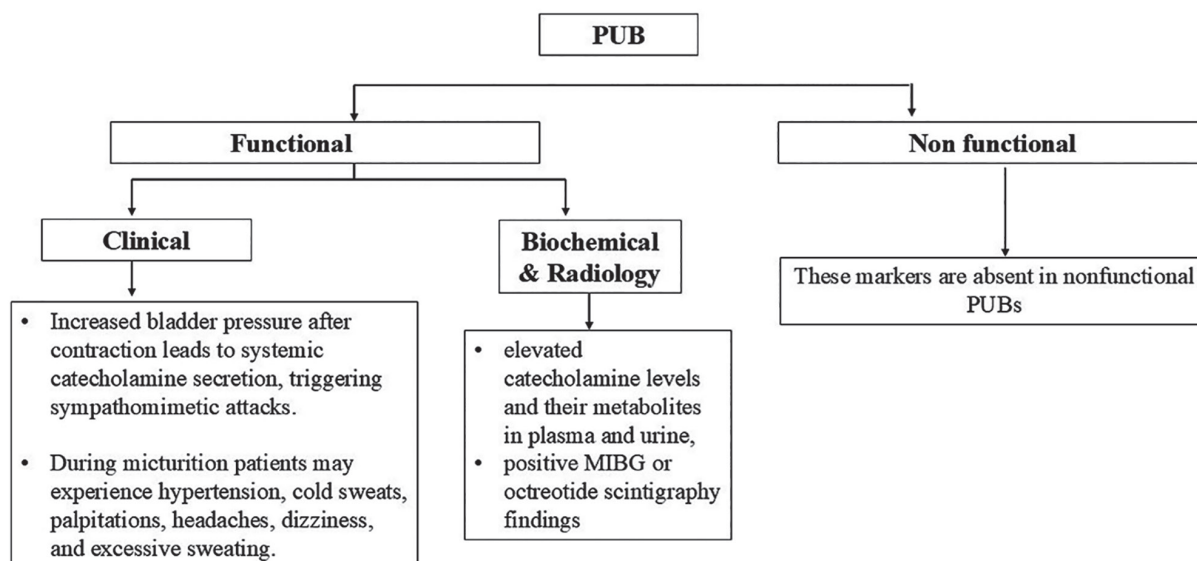 PUB
Functional
Non functional
Clinical
Biochemical
& Radiology
These markers are absent in nonfunctional
PUBs
• Increased bladder pressure after
contraction leads to systemic
catecholamine secretion, triggering
sympathomimetic attacks.
• During micturition patients may
experience hypertension, cold sweats,
palpitations, headaches, dizziness,
and excessive sweating.
• elevated
catecholamine levels
and their metabolites
in plasma and urine,
• positive MIBG or
octreotide scintigraphy
findings